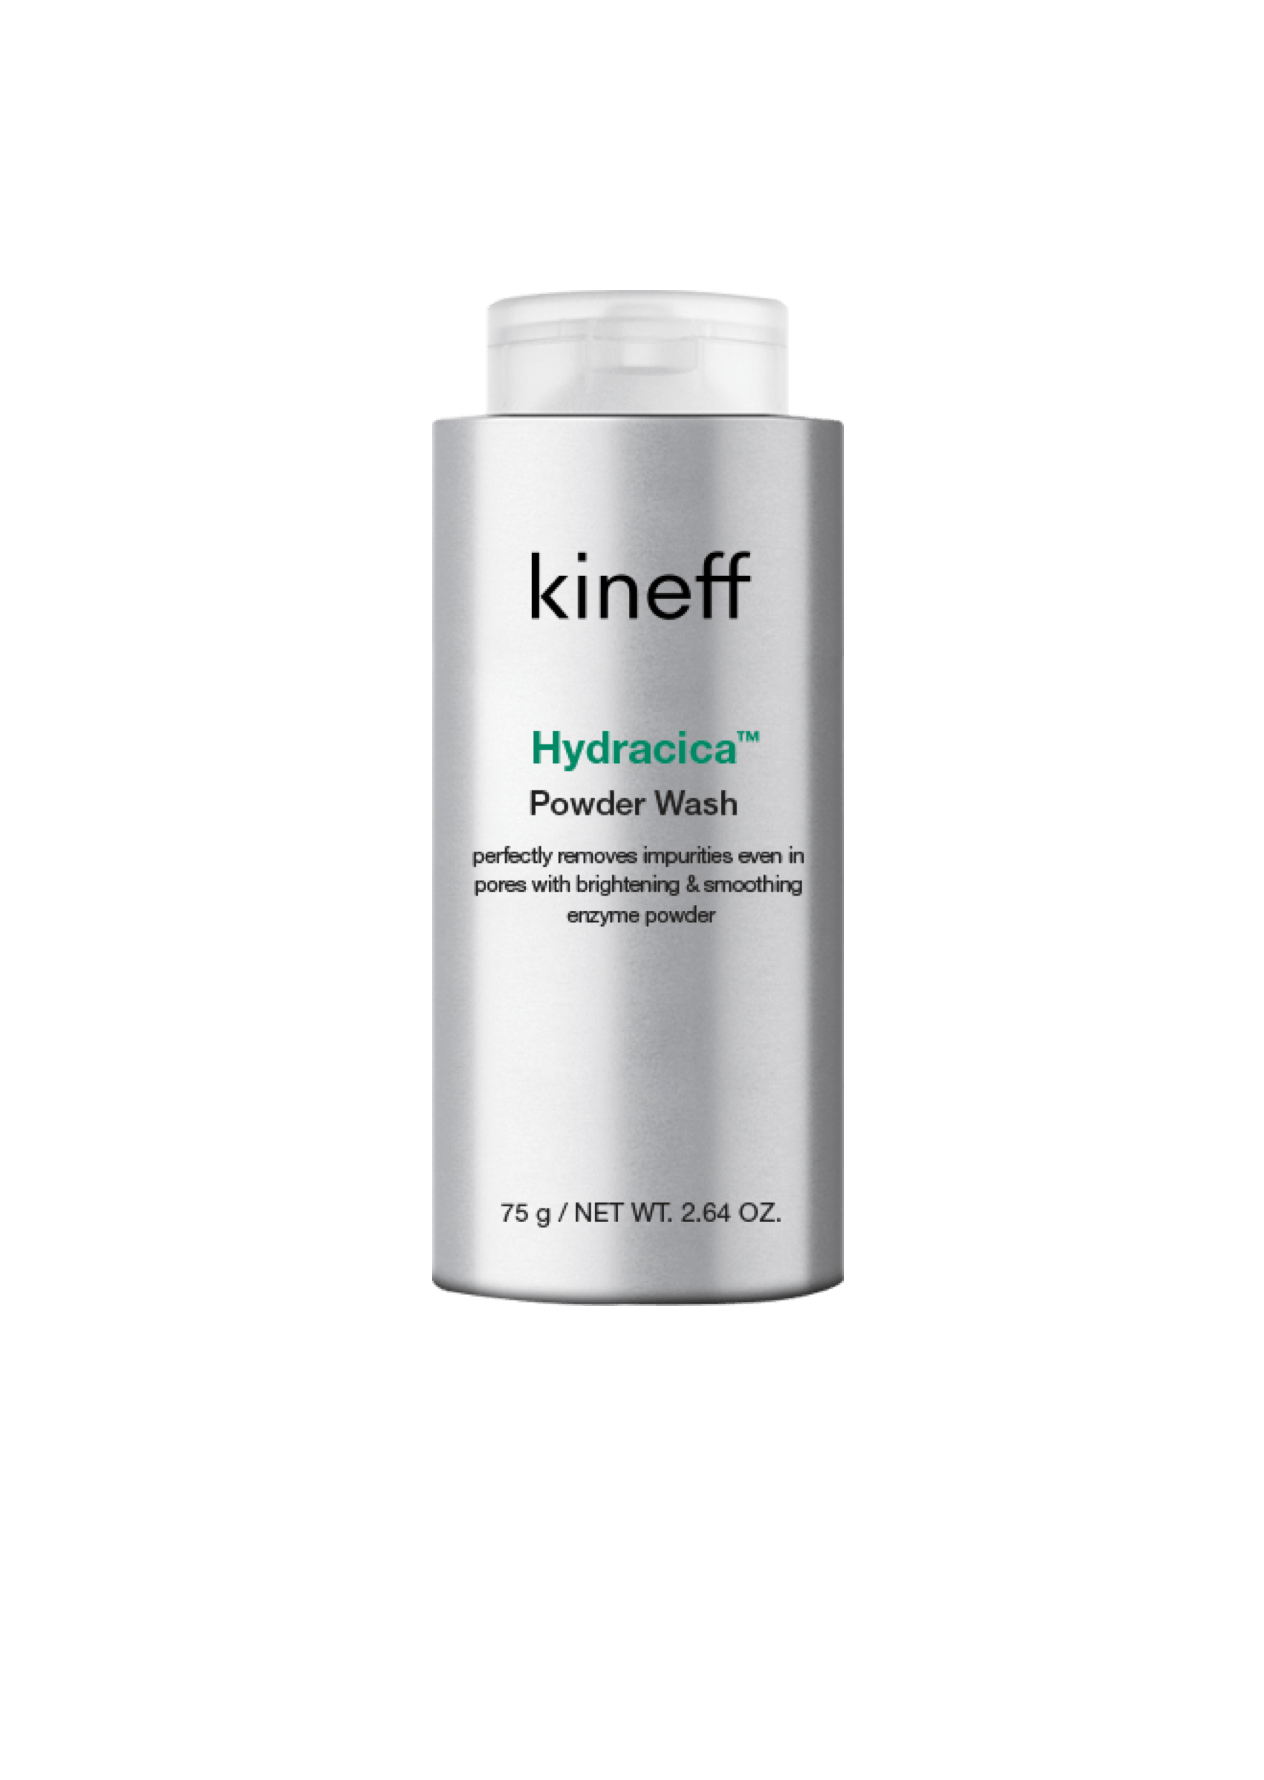 kineff
Hydracica™
Powder Wash
perfectly removes impurities even in
pores with brightening & smoothing
enzyme powder
75 g / NET WT. 2.64 OZ.